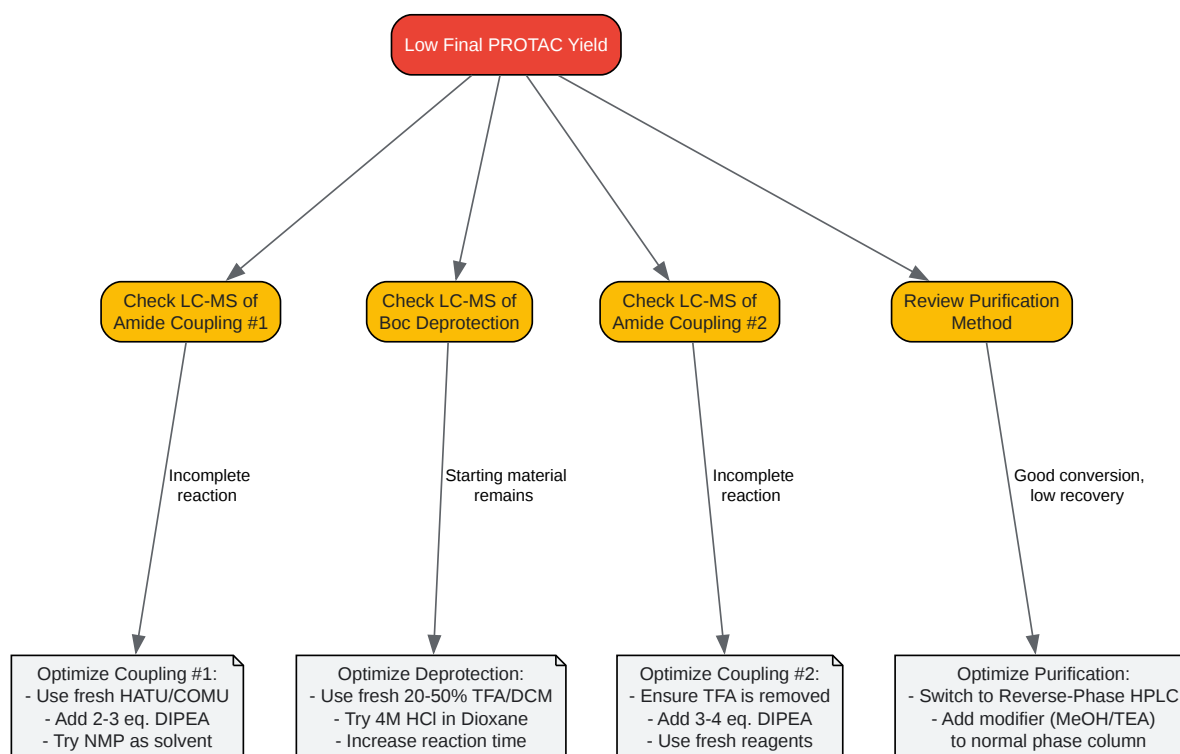 Low Final PROTAC Yield
Check LC-MS of
Amide Coupling #1
Check LC-MS of
Boc Deprotection
Check LC-MS of
Amide Coupling #2
Review Purification
Method
Incomplete
reaction
Starting material
remains
Incomplete
reaction
Good conversion,
low recovery
Optimize Coupling #1:
- Use fresh HATU/COMU
- Add 2-3 eq. DIPEA
- Try NMP as solvent
Optimize Deprotection:
- Use fresh 20-50% TFA/DCM
- Try 4M HCl in Dioxane
- Increase reaction time
Optimize Coupling #2:
- Ensure TFA is removed
- Add 3-4 eq. DIPEA
- Use fresh reagents
Optimize Purification:
- Switch to Reverse-Phase HPLC
- Add modifier (MeOH/TEA)
to normal phase column